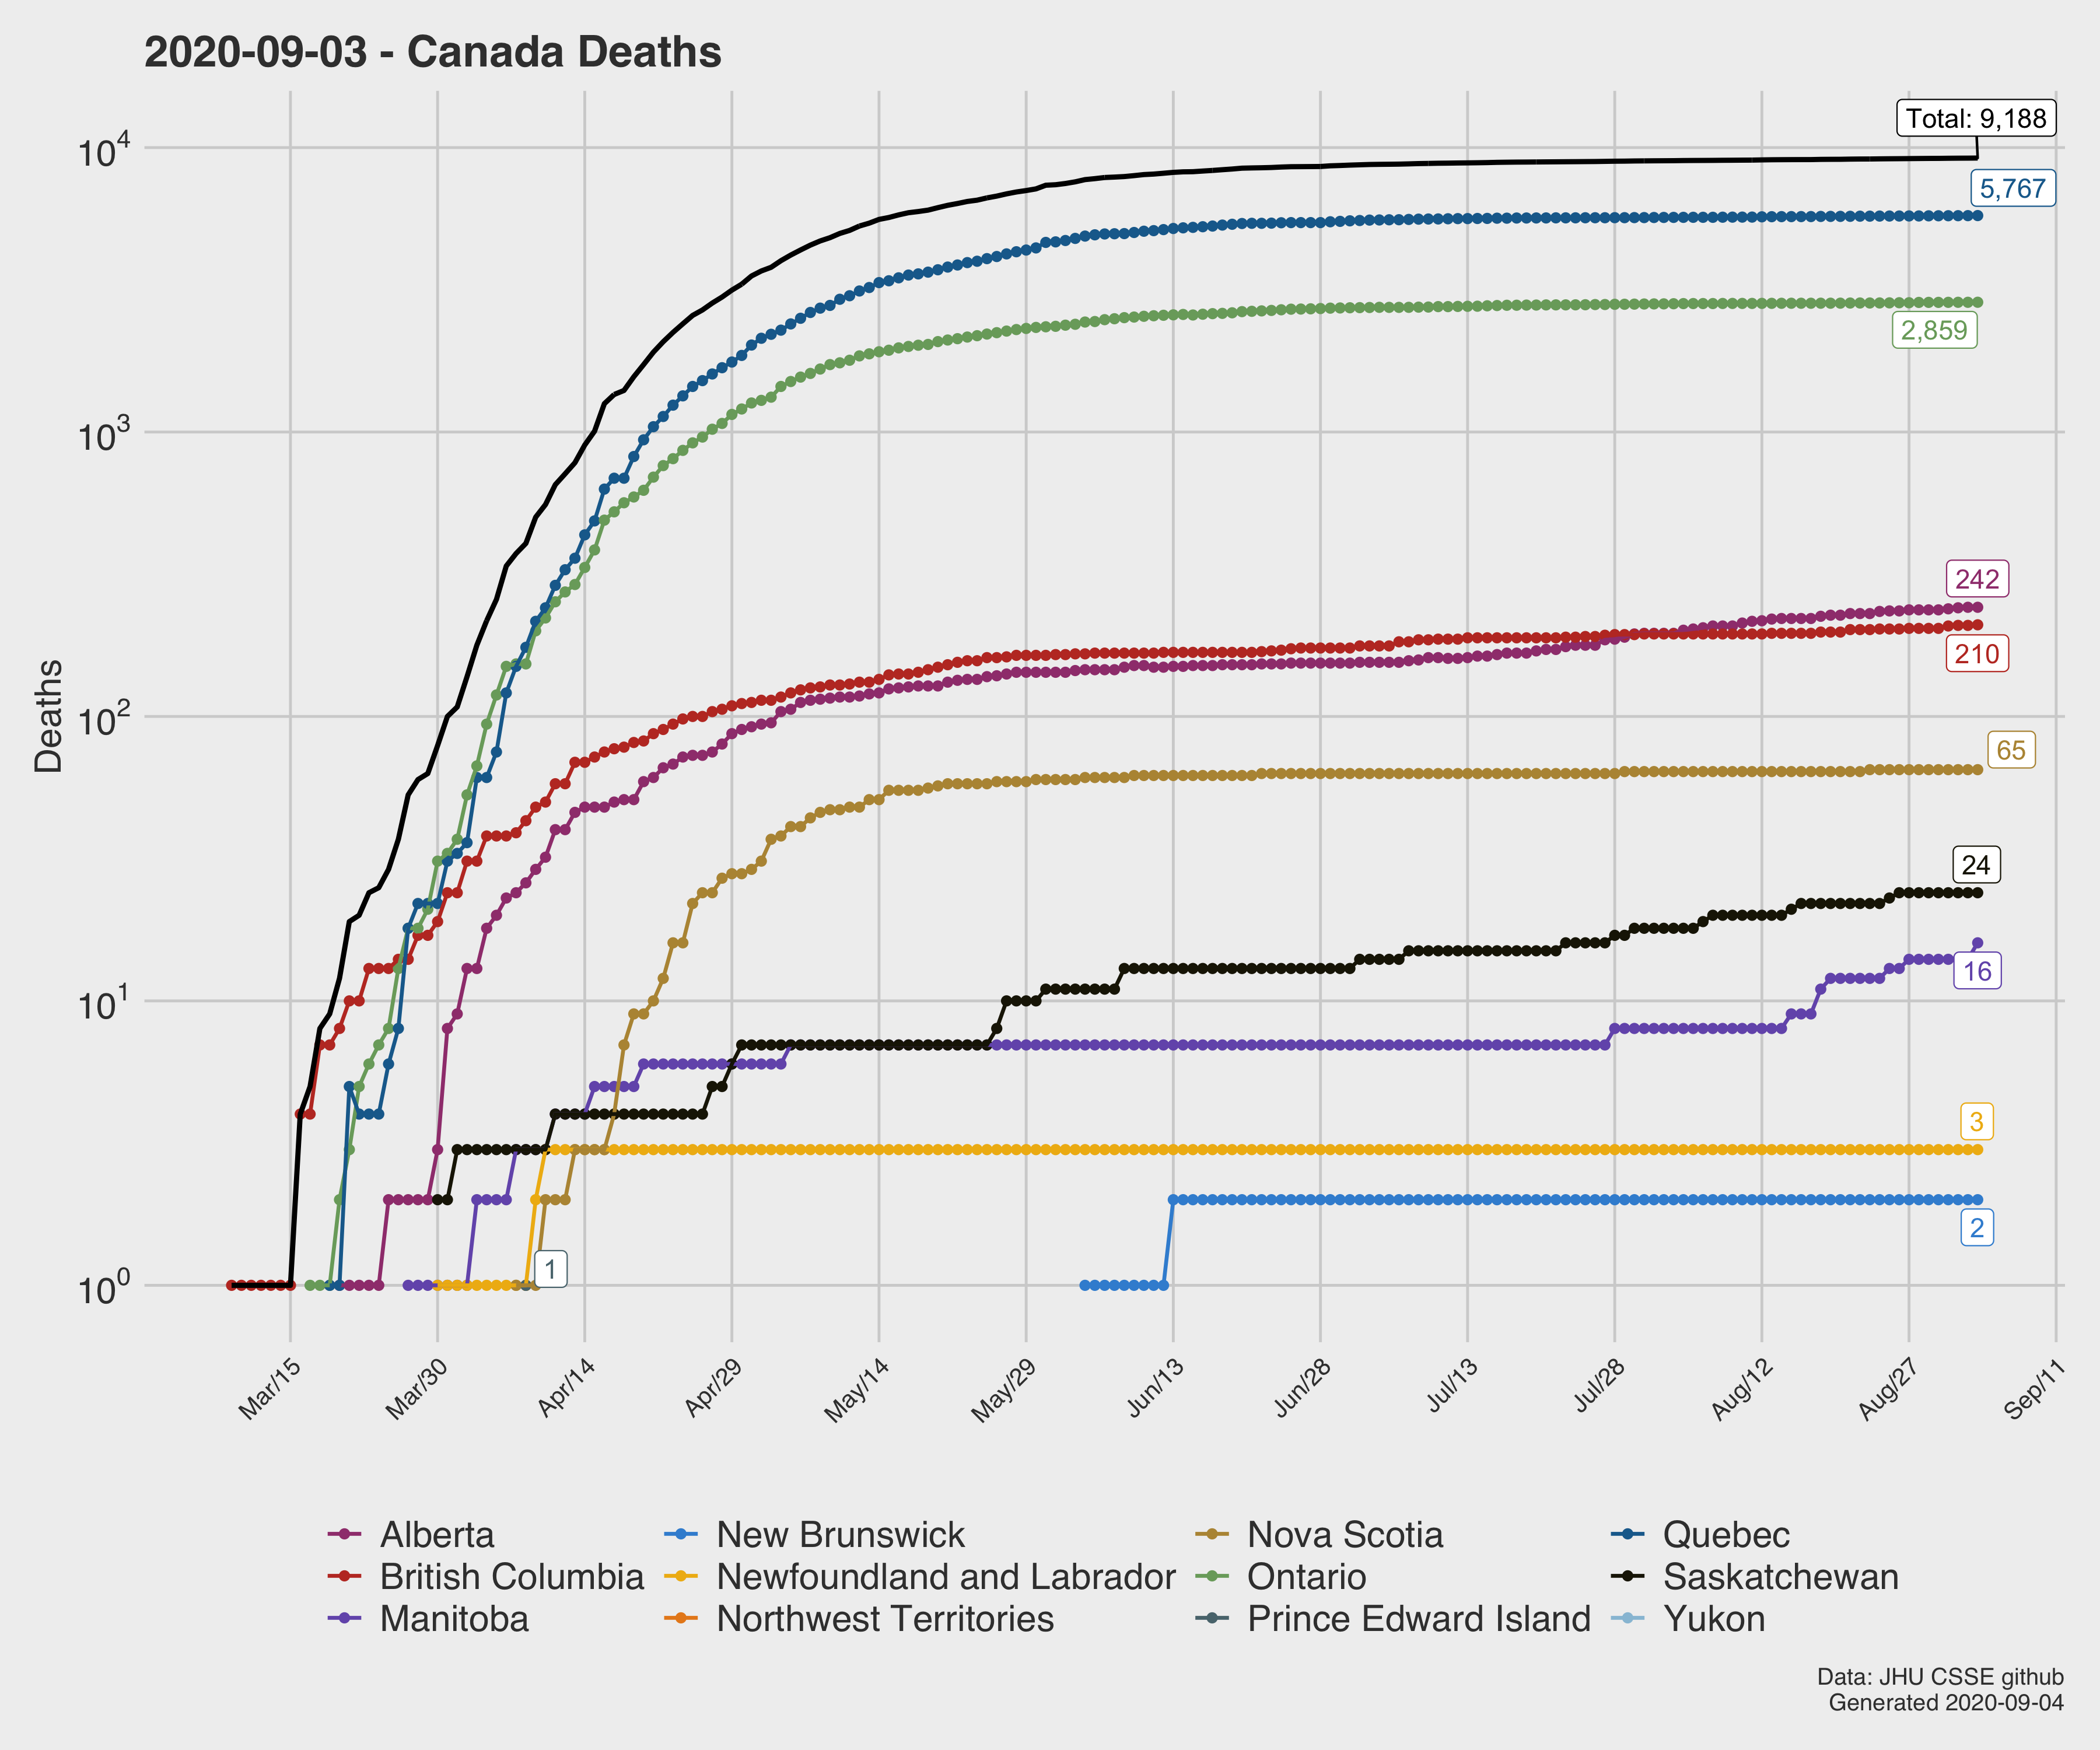 2020-09-03 - Canada Deaths
Total: 9,188
10^4
5,767
2,859
10^3
242
210
Deaths
10^2
65
24
16
10^1
3
2
1
10^0
Mar/15 Mar/30 Apr/14 Apr/29 May/14 May/29 Jun/13 Jun/28 Jul/13 Jul/28 Aug/12 Aug/27 Sep/11
Alberta New Brunswick Nova Scotia Quebec
British Columbia Newfoundland and Labrador Ontario Saskatchewan
Manitoba Northwest Territories Prince Edward Island Yukon
Data: JHU CSSE github
Generated 2020-09-04